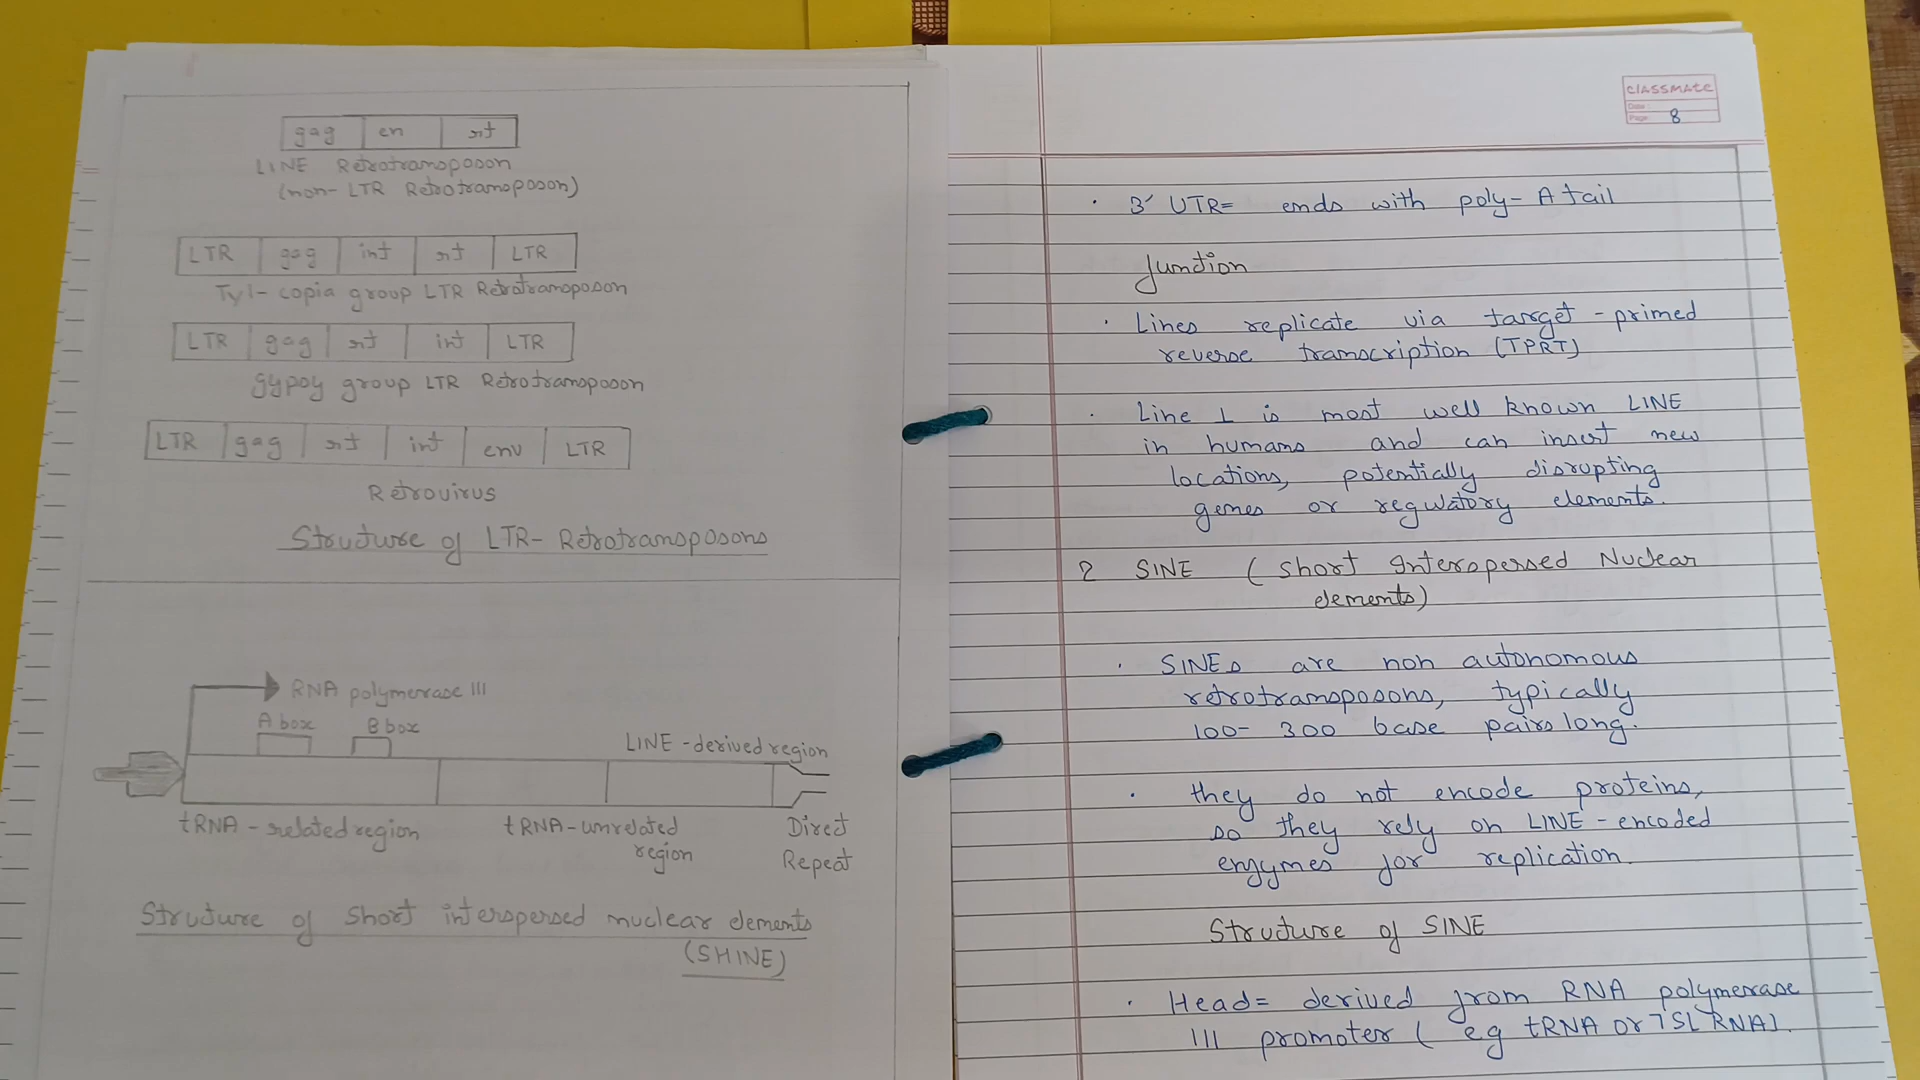 gag en rt
LINE Retrotransposon
(non-LTR Retrotransposon)
LTR gag int rt LTR
Ty1-copia group LTR Retrotransposon
LTR gag rt int LTR
gypsy group LTR Retrotransposon
LTR gag rt int env LTR
Retrovirus
Structure of LTR-Retrotransposons
RNA polymerase III
A box B box
LINE-derived region
tRNA-related region tRNA-unrelated region Direct Repeat
Structure of Short interspersed nuclear elements
(SHINE)
CLASSMATE
Date :
Page: 8
· 3′ UTR= ends with poly-A tail
function
· Lines replicate via target-primed
reverse transcription (TPRT)
· Line 1 is most well known LINE
in humans and can insert new
locations, potentially disrupting
genes or regulatory elements.
2 SINE (Short Interspersed Nuclear
elements)
· SINEs are non autonomous
retrotransposons, typically
100-300 base pairs long.
· they do not encode proteins,
so they rely on LINE-encoded
enzymes for replication.
Structure of SINE
· Head= derived from RNA polymerase
III promoter (eg tRNA or 7SL RNA).